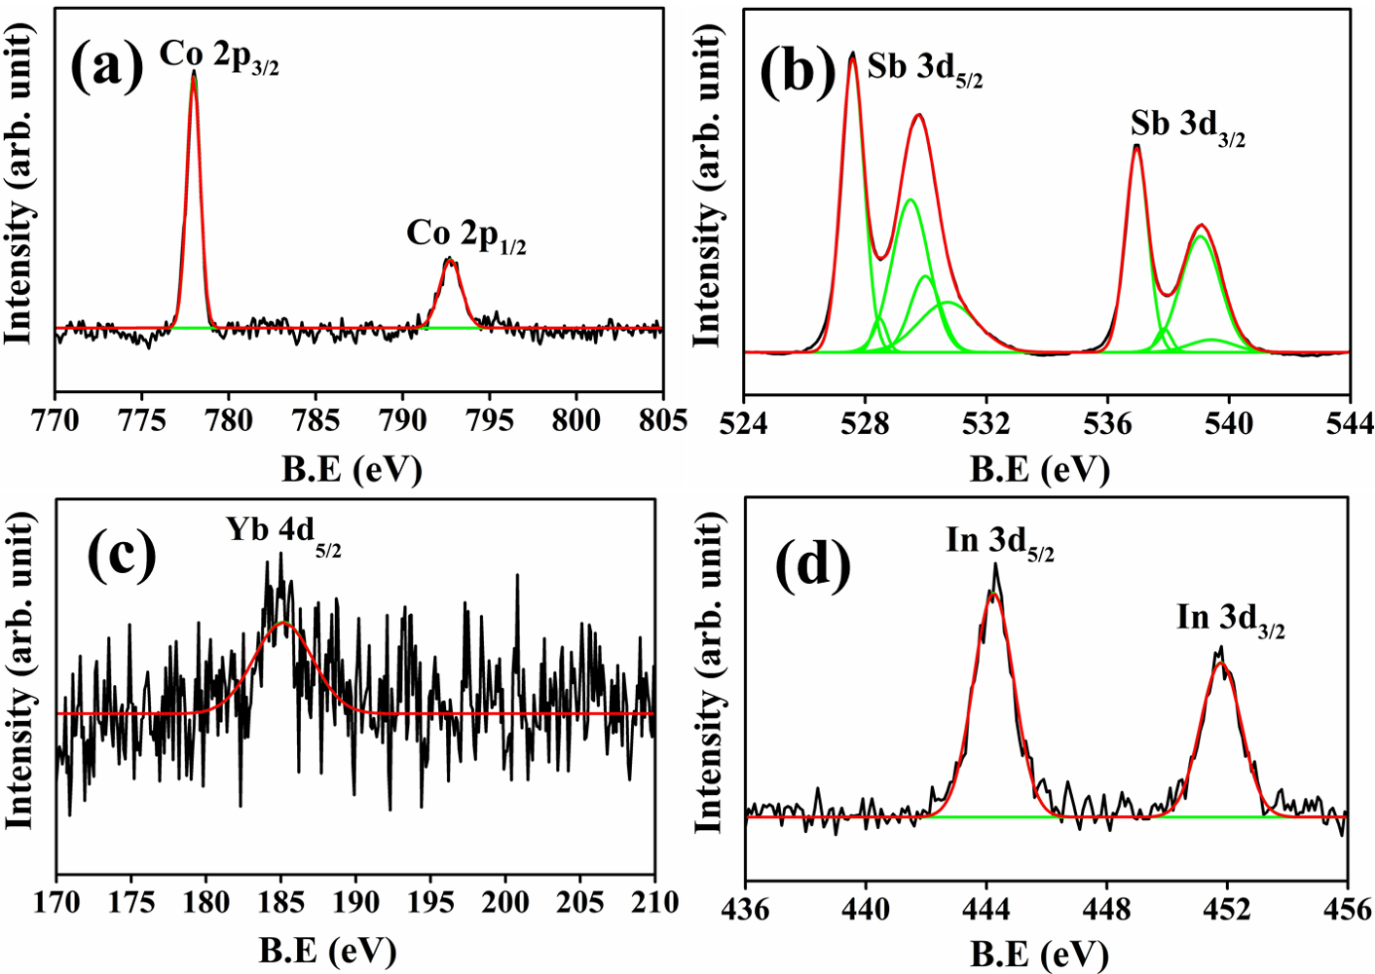 (a)
Co 2p3/2
Co 2p1/2
Intensity (arb. unit)
770 775 780 785 790 795 800 805
B.E (eV)
(b)
Sb 3d5/2
Sb 3d3/2
Intensity (arb. unit)
524 528 532 536 540 544
B.E (eV)
(c)
Yb 4d5/2
Intensity (arb. unit)
170 175 180 185 190 195 200 205 210
B.E (eV)
(d)
In 3d5/2
In 3d3/2
Intensity (arb. unit)
436 440 444 448 452 456
B.E (eV)